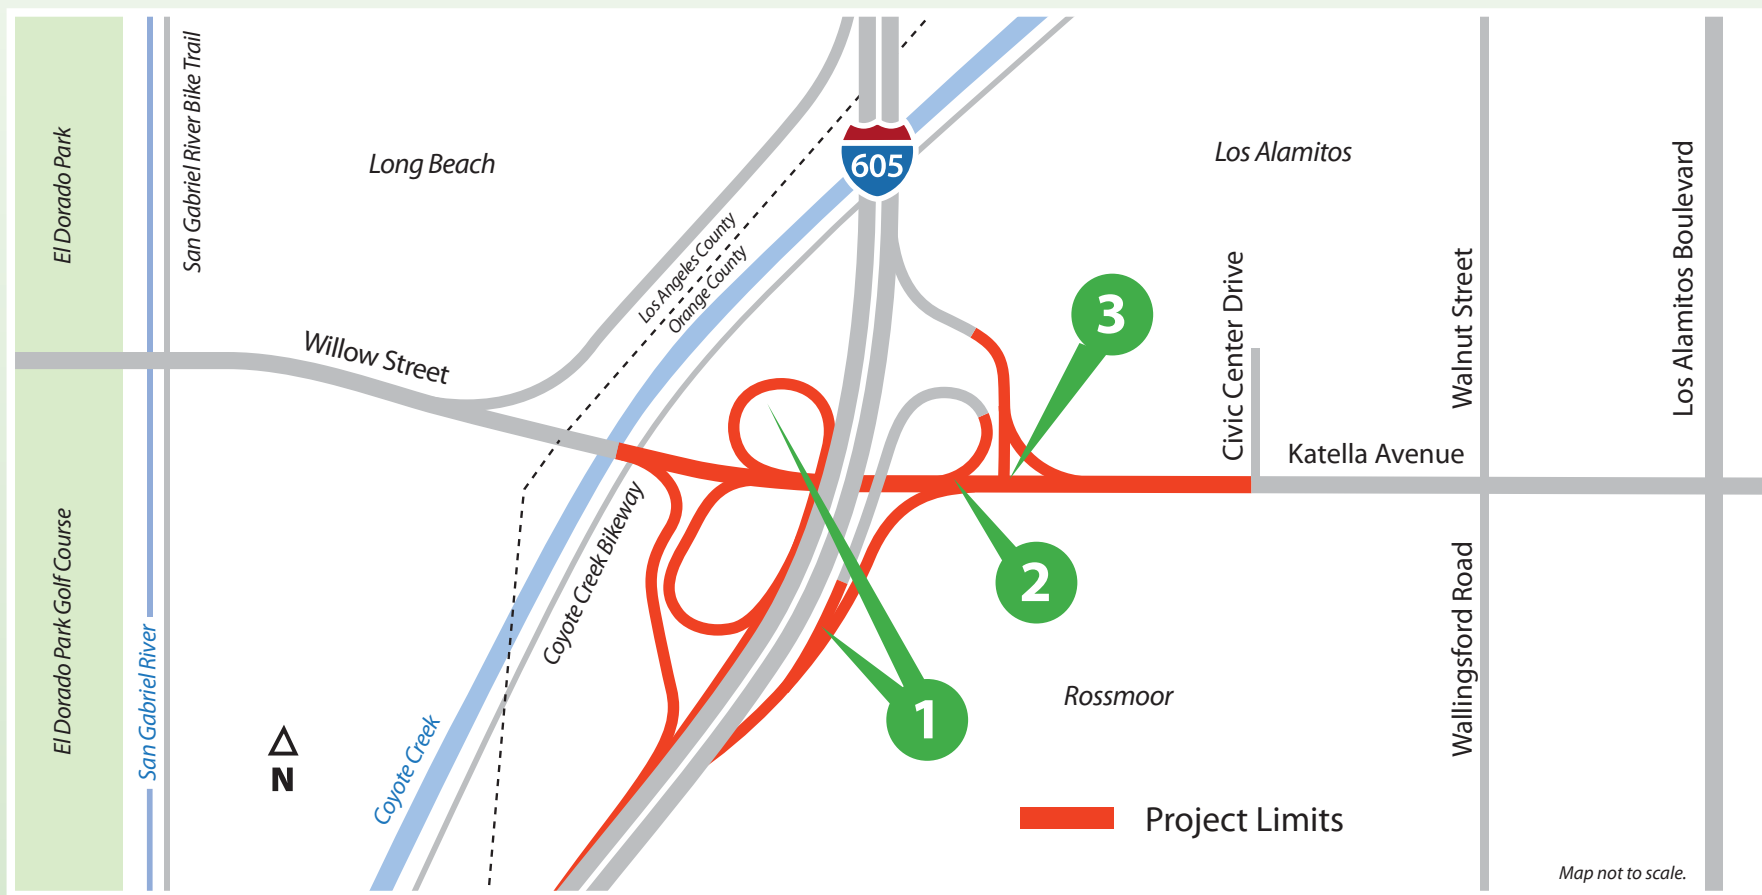 El Dorado Park
San Gabriel River Bike Trail
Long Beach
605
Los Alamitos
Los Angeles County
Orange County
Willow Street
3
Civic Center Drive
Walnut Street
Los Alamitos Boulevard
Katella Avenue
El Dorado Park Golf Course
San Gabriel River
Coyote Creek Bikeway
Coyote Creek
2
1
Rossmoor
Wallingsford Road
N
Project Limits
Map not to scale.